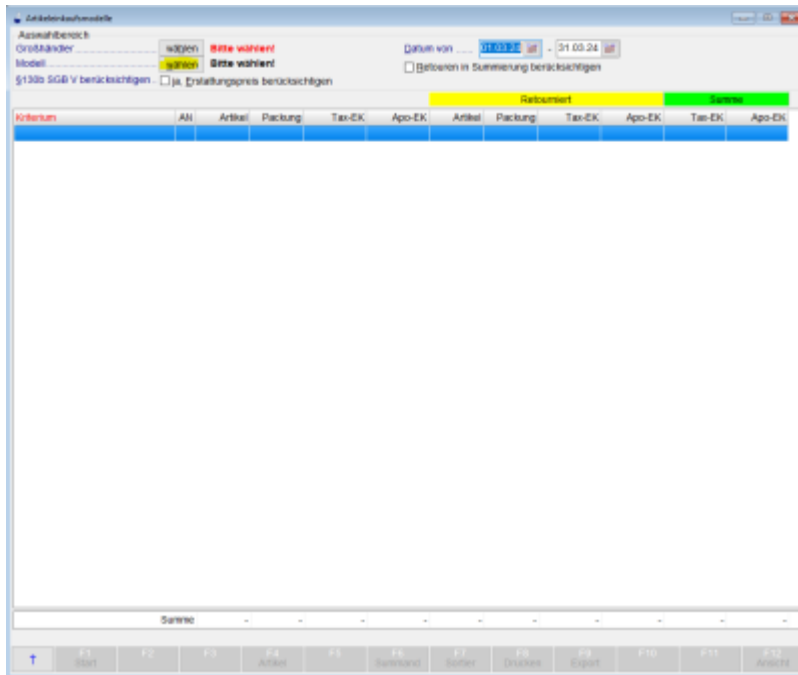 Artikeleinkaufsmodelle
Auswahlbereich
Großhändler wählen Bitte wählen! Datum von 01.03.24 - 31.03.24
Modell wählen Bitte wählen! Retouren in Summierung berücksichtigen
§130b SGB V berücksichtigen ja, Erstattungspreis berücksichtigen
Retourniert Summe
Kriterium AN Artikel Packung Tax-EK Apo-EK Artikel Packung Tax-EK Apo-EK Tax-EK Apo-EK
Summe - - - - - - - - - -
↑ F1 F2 F3 F4 F5 F6 F7 F8 F9 F10 F11 F12
Start Artikel Summand Sortier Drucken Export Ansicht